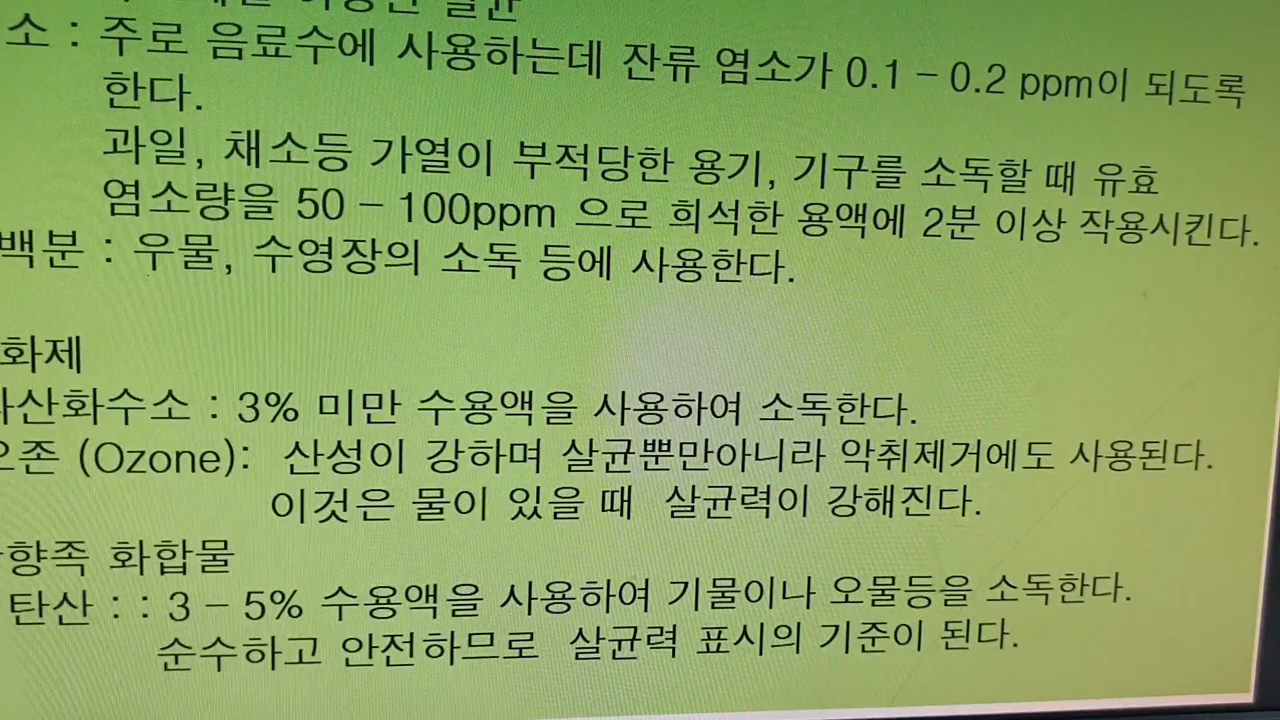 소 : 주로 음료수에 사용하는데 잔류 염소가 0.1 – 0.2 ppm이 되도록
한다.
과일, 채소등 가열이 부적당한 용기, 기구를 소독할 때 유효
염소량을 50 – 100ppm 으로 희석한 용액에 2분 이상 작용시킨다.
백분 : 우물, 수영장의 소독 등에 사용한다.
화제
산화수소 : 3% 미만 수용액을 사용하여 소독한다.
오존 (Ozone): 산성이 강하며 살균뿐만아니라 악취제거에도 사용된다.
이것은 물이 있을 때 살균력이 강해진다.
향족 화합물
탄산 : : 3 – 5% 수용액을 사용하여 기물이나 오물등을 소독한다.
순수하고 안전하므로 살균력 표시의 기준이 된다.